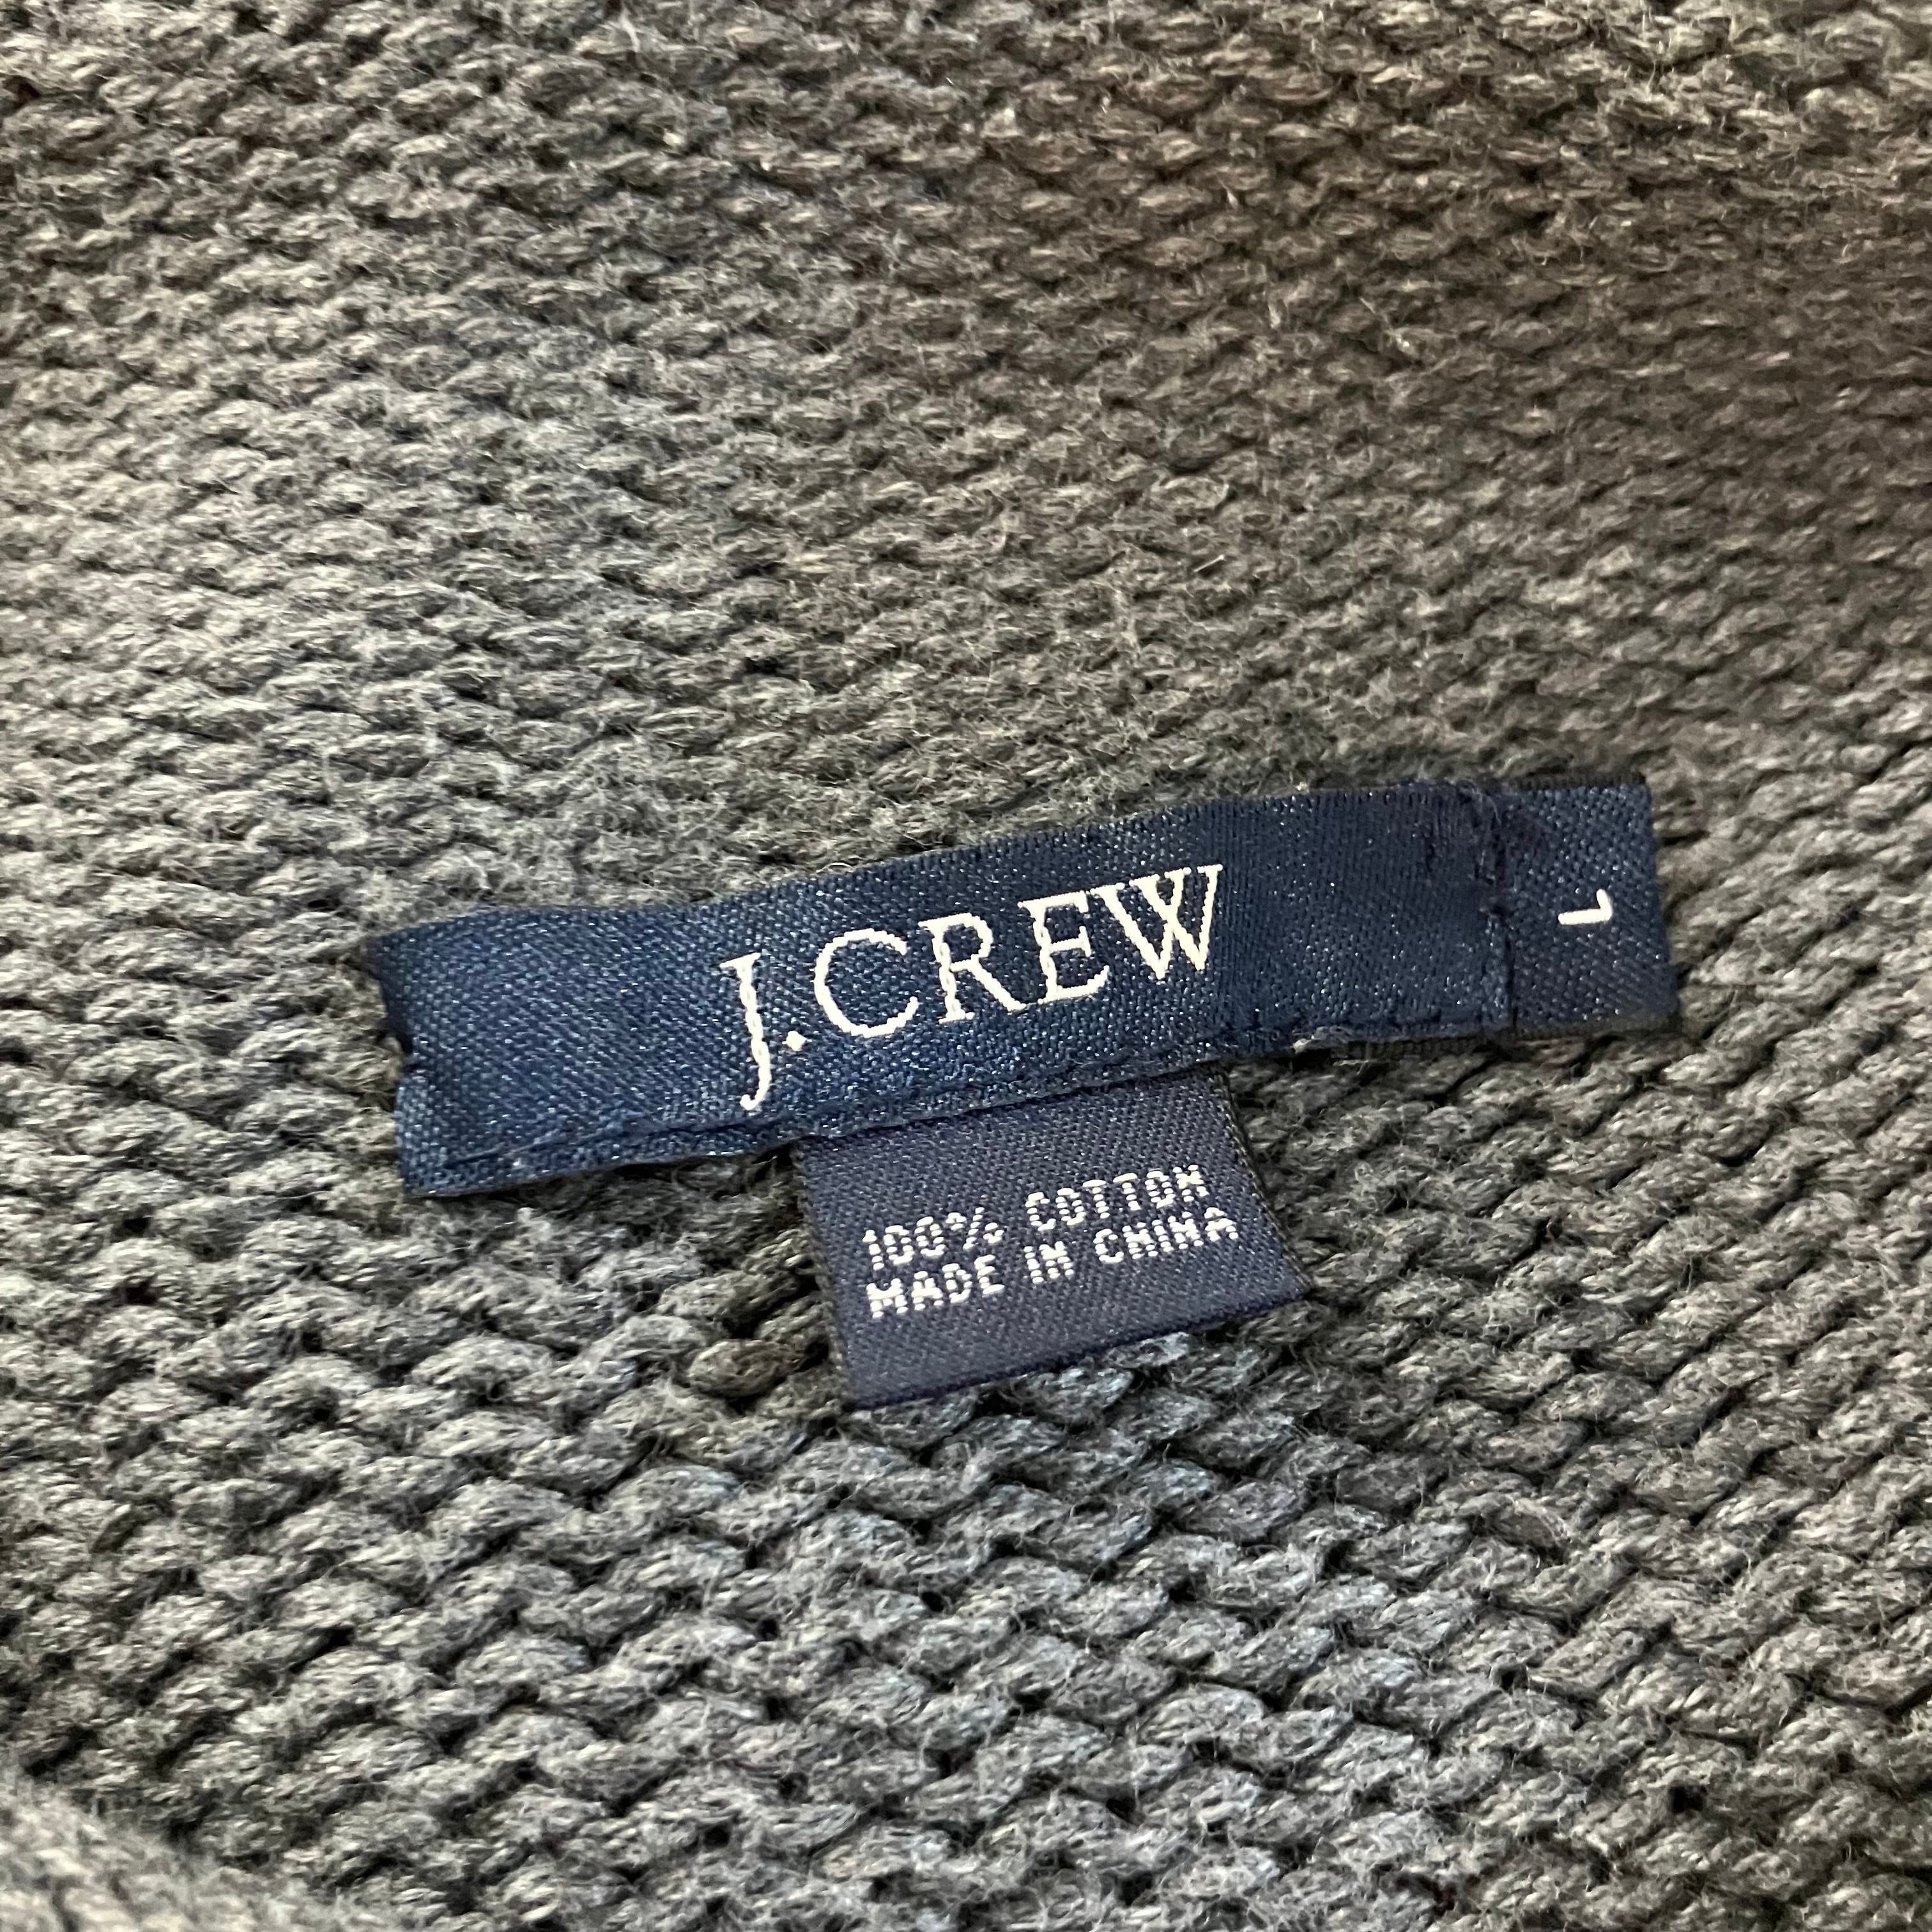 J.CREW
L
100% COTTON
MADE IN CHINA